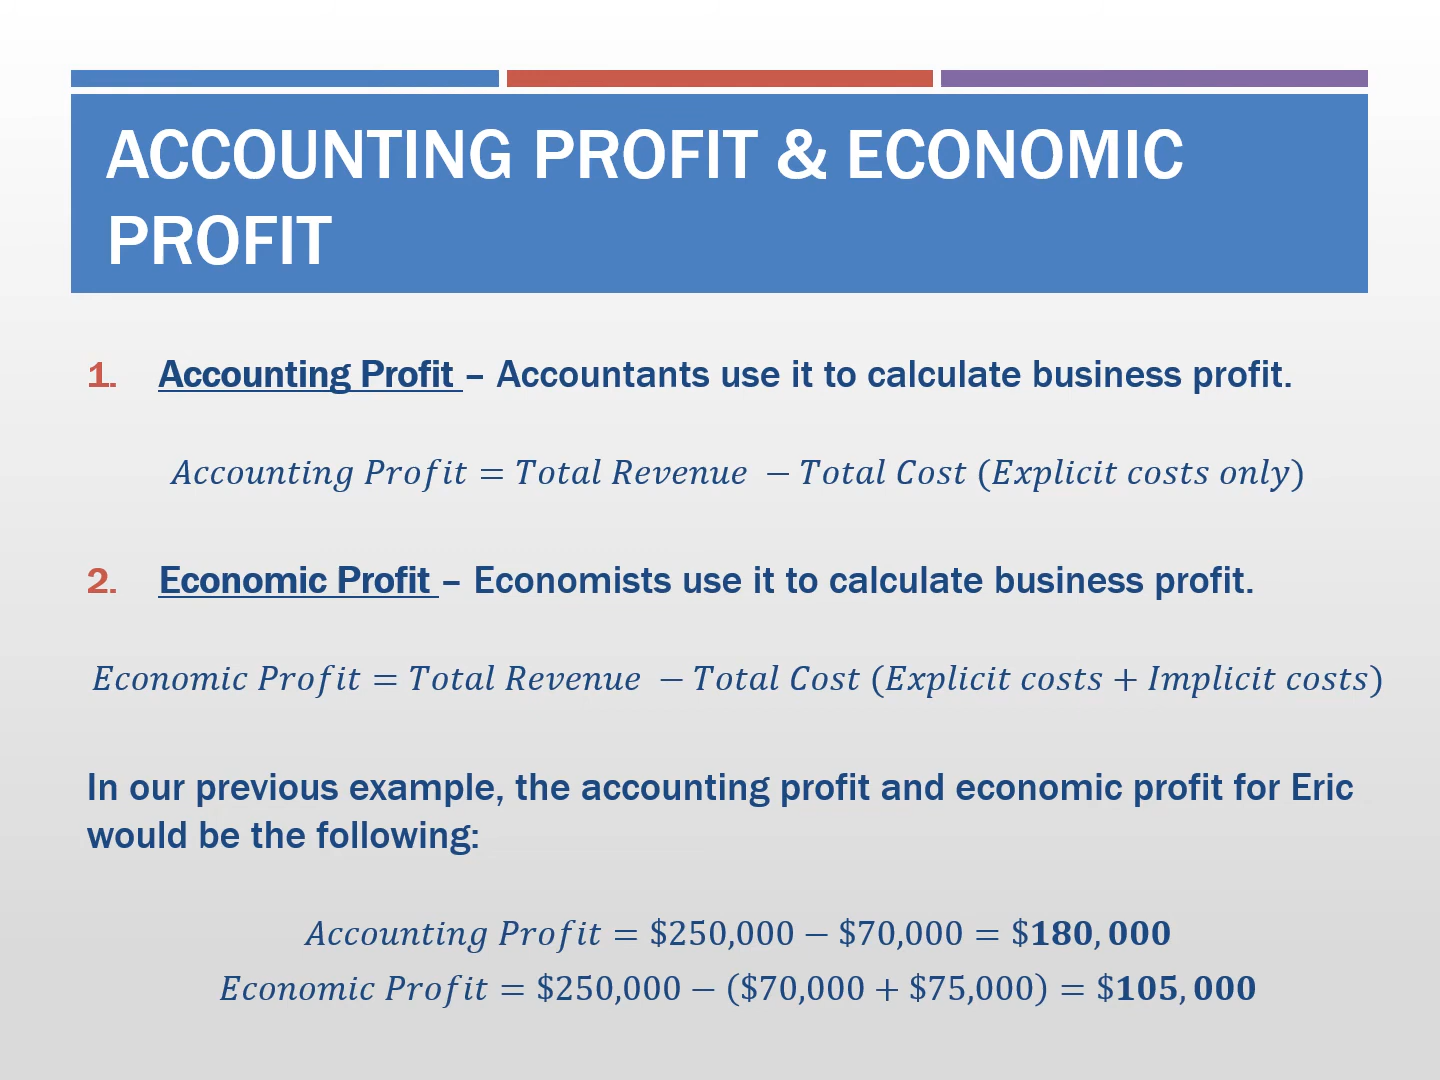 ACCOUNTING PROFIT & ECONOMIC
PROFIT
1. Accounting Profit – Accountants use it to calculate business profit.
Accounting Profit = Total Revenue − Total Cost (Explicit costs only)
2. Economic Profit – Economists use it to calculate business profit.
Economic Profit = Total Revenue − Total Cost (Explicit costs + Implicit costs)
In our previous example, the accounting profit and economic profit for Eric
would be the following:
Accounting Profit = $250,000 − $70,000 = $180,000
Economic Profit = $250,000 − ($70,000 + $75,000) = $105,000